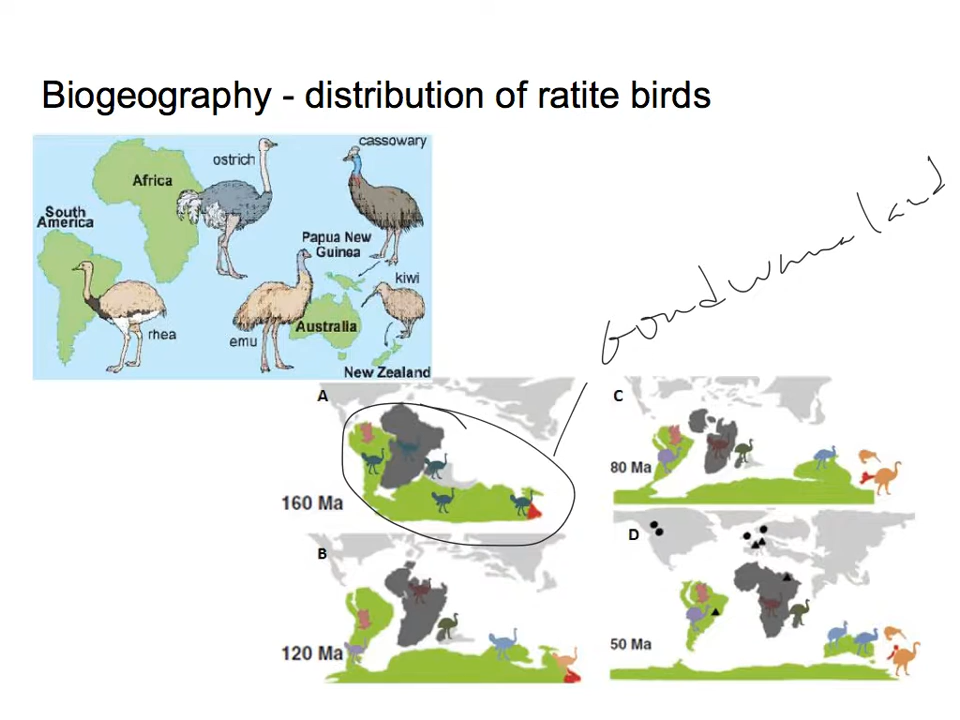 Biogeography - distribution of ratite birds
cassowary
ostrich
Africa
South
America
Papua New
Guinea
kiwi
rhea
emu
Australia
New Zealand
Gondwanaland
A
160 Ma
C
80 Ma
B
120 Ma
D
50 Ma